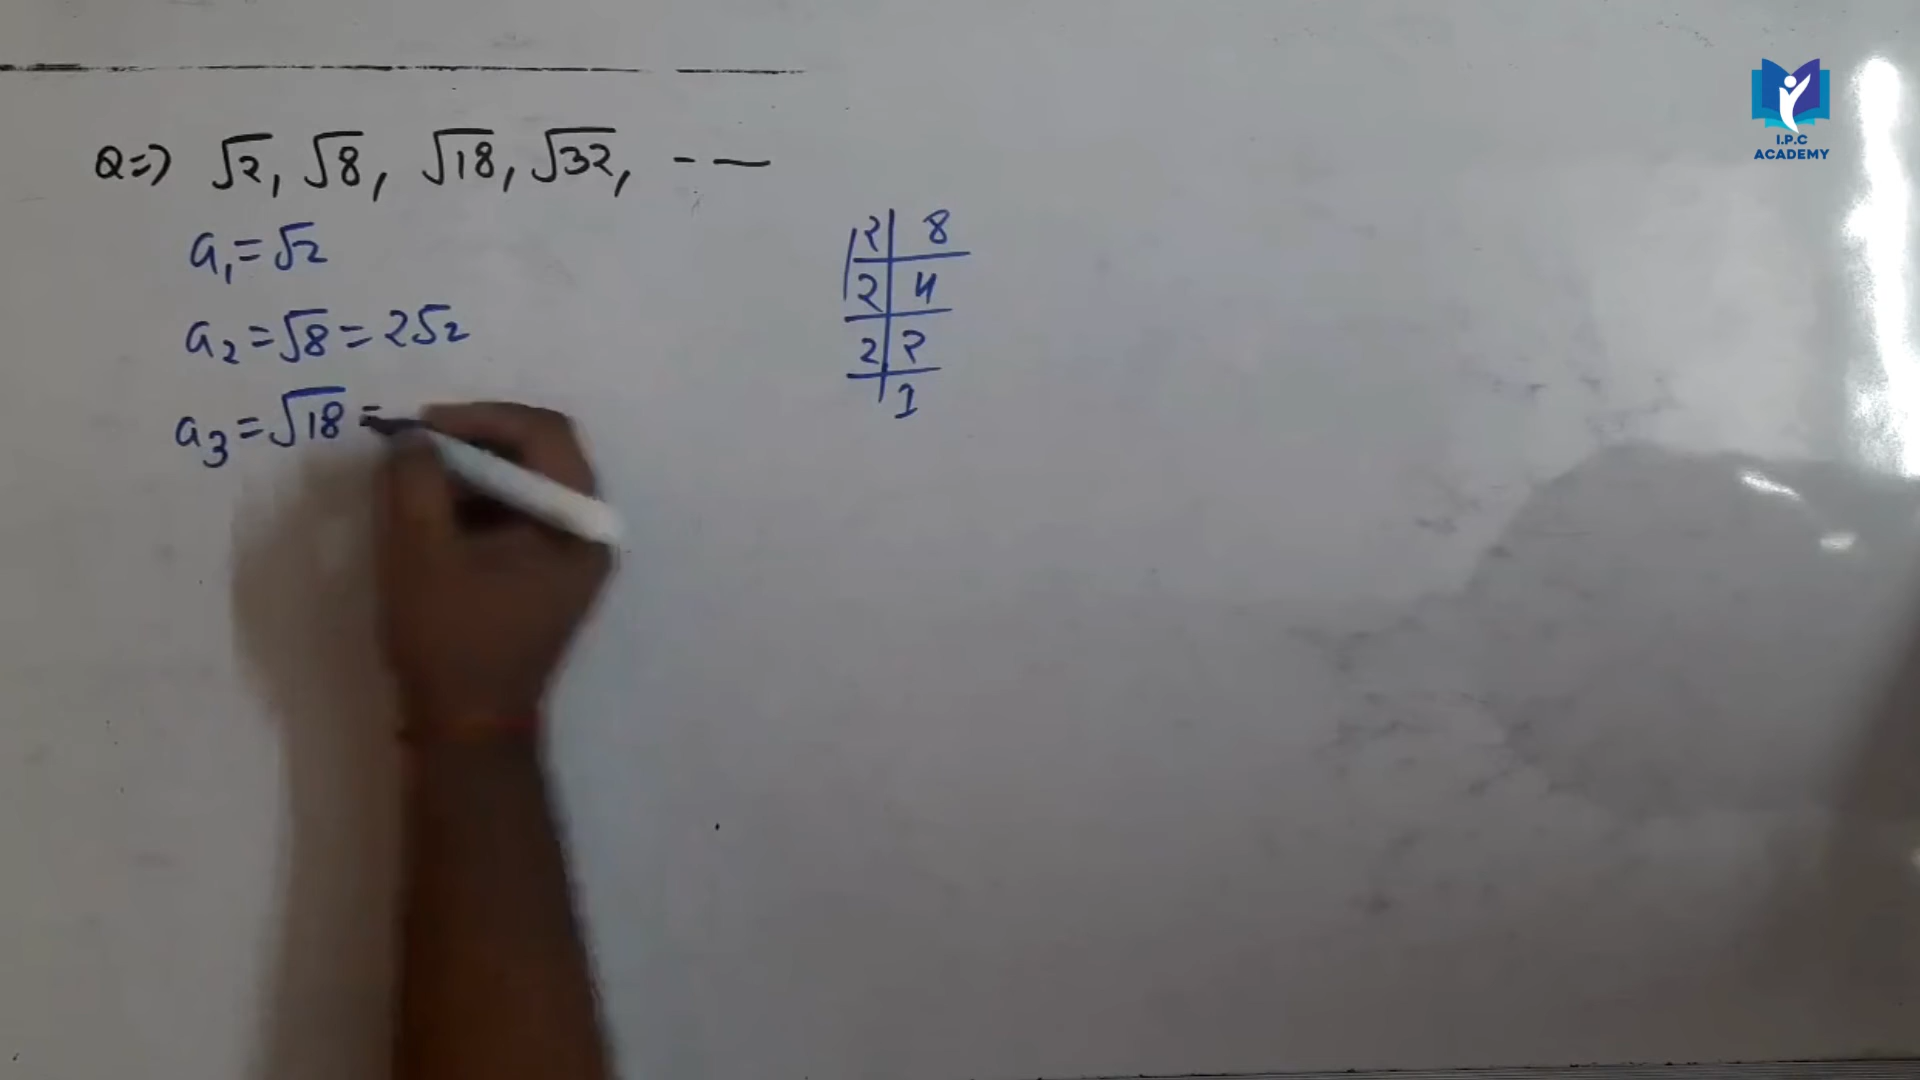 Q⇒) √2, √8, √18, √32, - —
a₁=√2
a₂=√8=2√2
a₃=√18=
2 | 8
2 | 4
2 | 2
1
I.P.C
ACADEMY